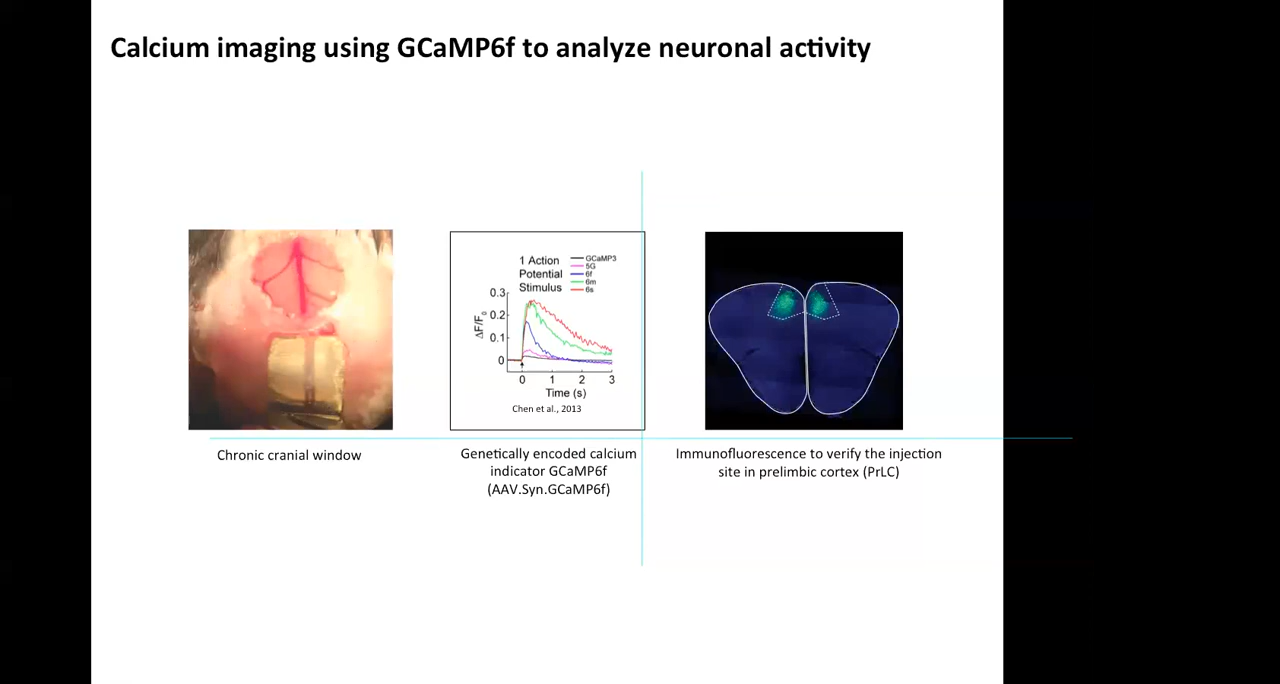 Calcium imaging using GCaMP6f to analyze neuronal activity
1 Action
Potential
Stimulus
GCaMP3
5G
6f
6m
6s
0.3
0.2
0.1
0
ΔF/F0
0 1 2 3
Time (s)
Chen et al., 2013
Chronic cranial window
Genetically encoded calcium
indicator GCaMP6f
(AAV.Syn.GCaMP6f)
Immunofluorescence to verify the injection
site in prelimbic cortex (PrLC)